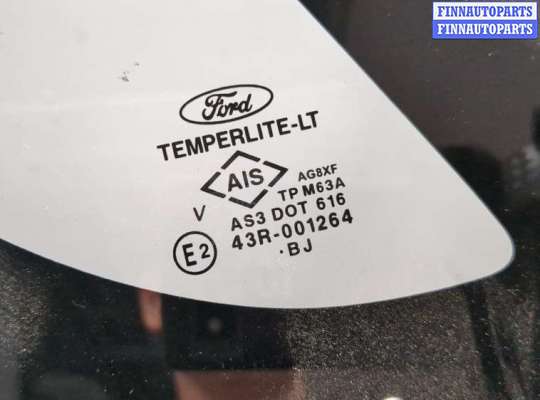 FINNAUTOPARTS
FINNAUTOPARTS
Ford
TEMPERLITE-LT
AIS
AG8XF
TP M63A
V
AS3 DOT 616
E2
43R-001264
·BJ